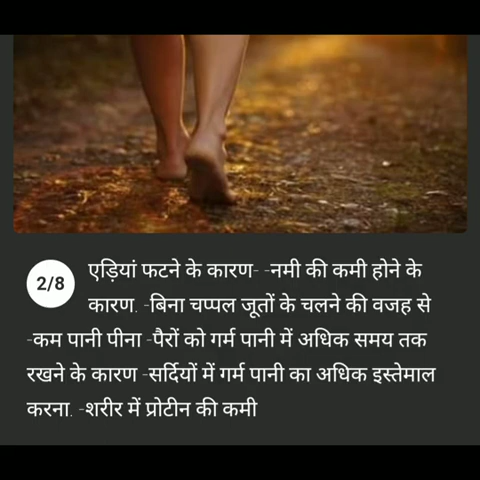 2/8
एड़ियां फटने के कारण- -नमी की कमी होने के
कारण. -बिना चप्पल जूतों के चलने की वजह से
-कम पानी पीना -पैरों को गर्म पानी में अधिक समय तक
रखने के कारण -सर्दियों में गर्म पानी का अधिक इस्तेमाल
करना. -शरीर में प्रोटीन की कमी